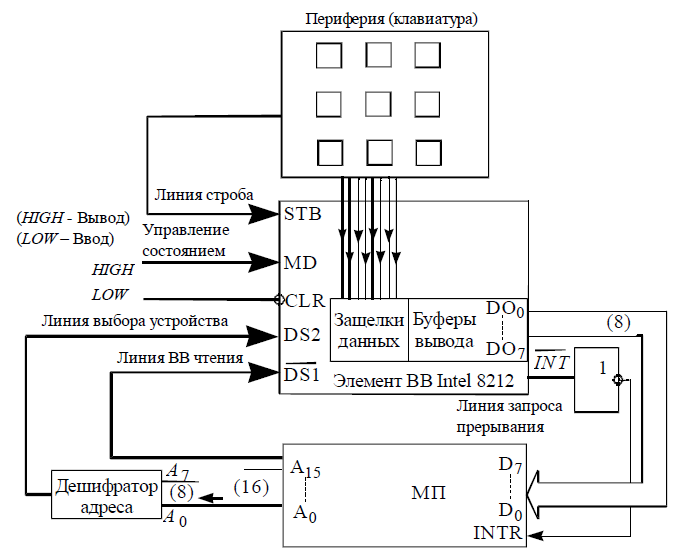 Периферия (клавиатура)
Линия строба
STB
(HIGH - Вывод)
(LOW – Ввод)
Управление
состоянием
MD
HIGH
LOW
CLR
Линия выбора устройства
DS2
Линия ВВ чтения
DS1
Защелки
данных
Буферы
вывода
DO0
DO7
(8)
INT
1
Элемент ВВ Intel 8212
Линия запроса
прерывания
Дешифратор
адреса
A7
(8)
A0
(16)
A15
A0
МП
D7
D0
INTR